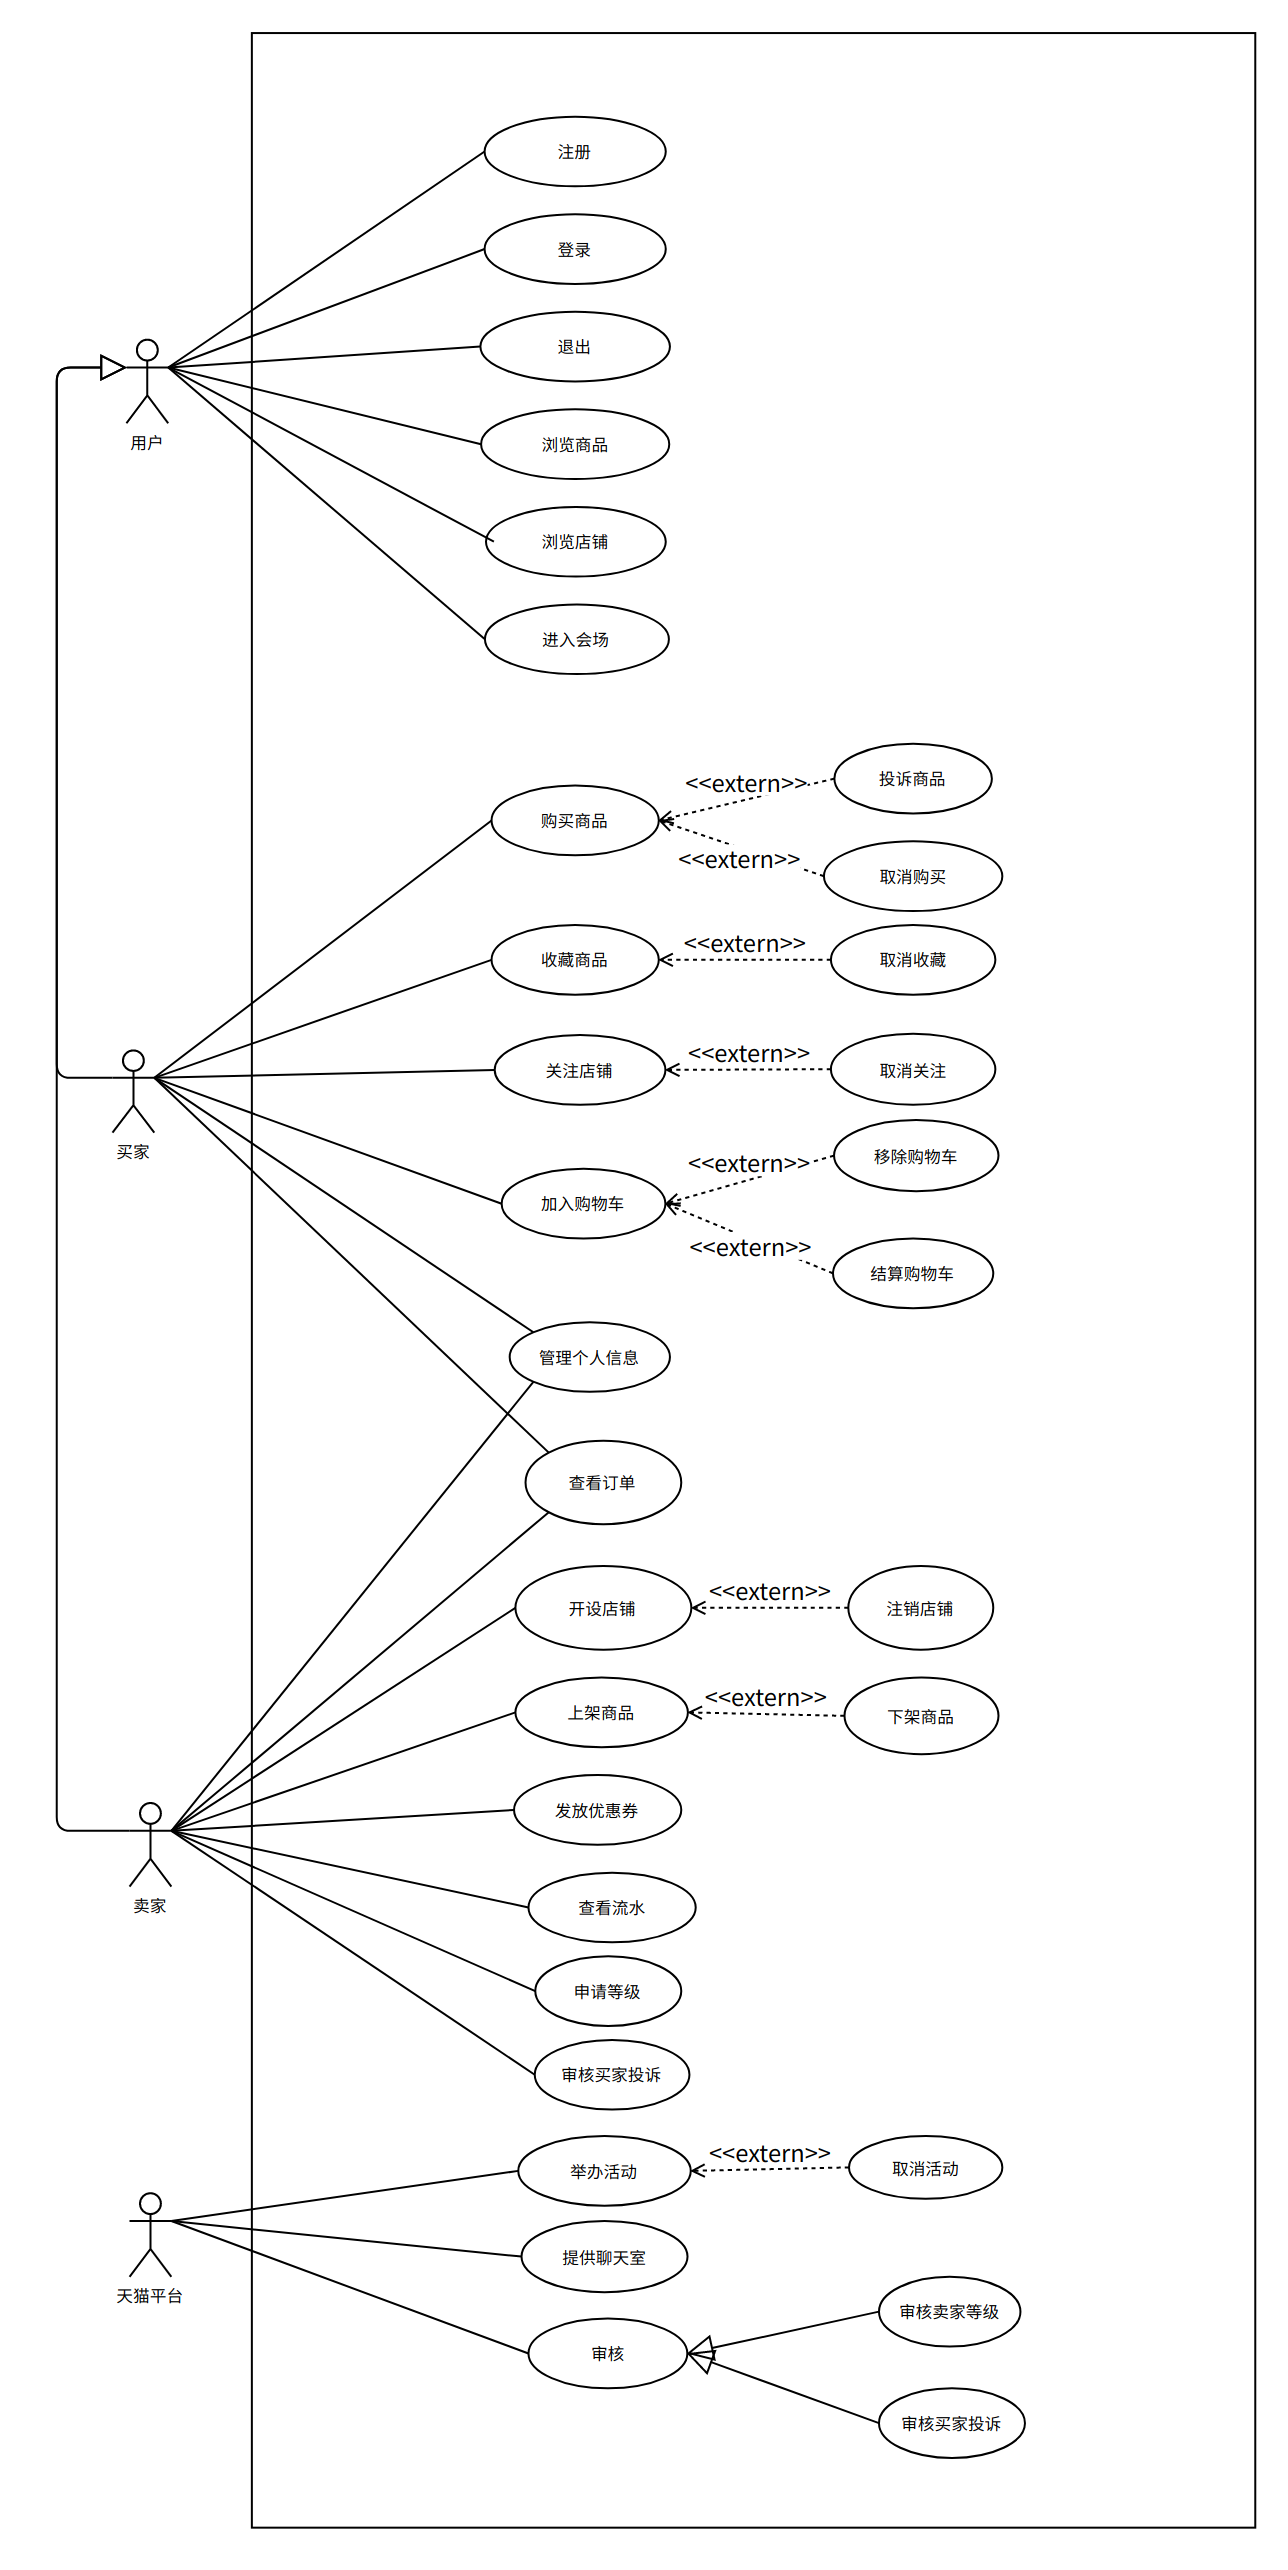 注册
登录
退出
用户
浏览商品
浏览店铺
进入会场
<<extern>>
投诉商品
购买商品
<<extern>>
取消购买
<<extern>>
收藏商品
取消收藏
<<extern>>
关注店铺
取消关注
买家
<<extern>>
移除购物车
加入购物车
<<extern>>
结算购物车
管理个人信息
查看订单
<<extern>>
开设店铺
注销店铺
<<extern>>
上架商品
下架商品
发放优惠券
卖家
查看流水
申请等级
审核买家投诉
<<extern>>
举办活动
取消活动
提供聊天室
天猫平台
审核卖家等级
审核
审核买家投诉